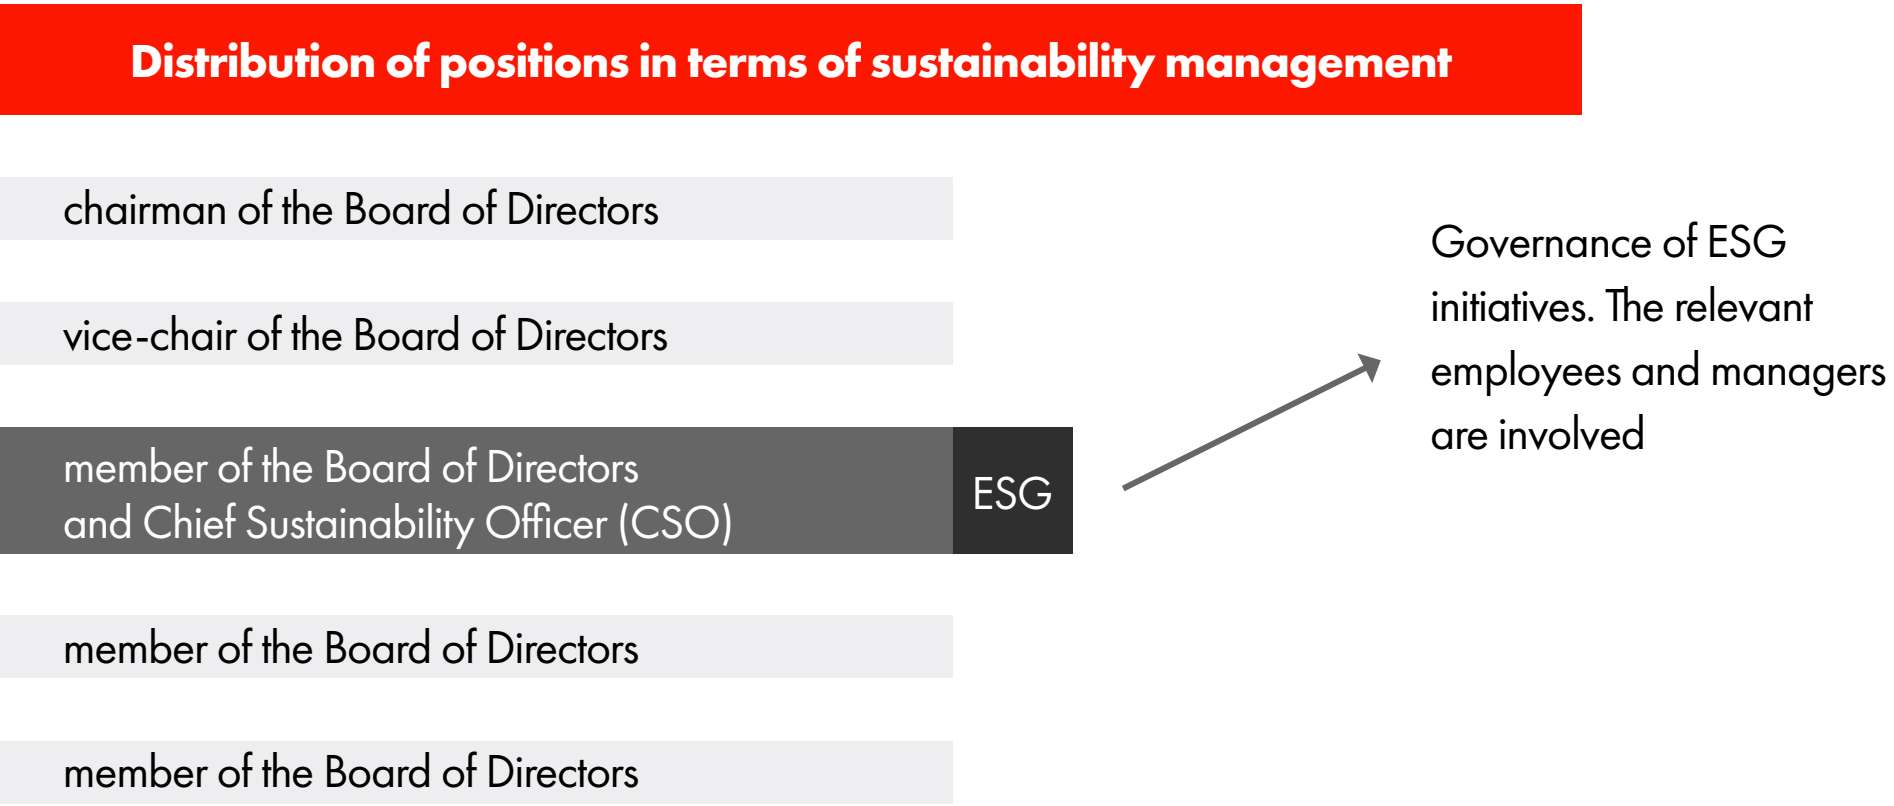 Distribution of positions in terms of sustainability management
chairman of the Board of Directors
vice-chair of the Board of Directors
member of the Board of Directors
and Chief Sustainability Officer (CSO)
ESG
Governance of ESG
initiatives. The relevant
employees and managers
are involved
member of the Board of Directors
member of the Board of Directors